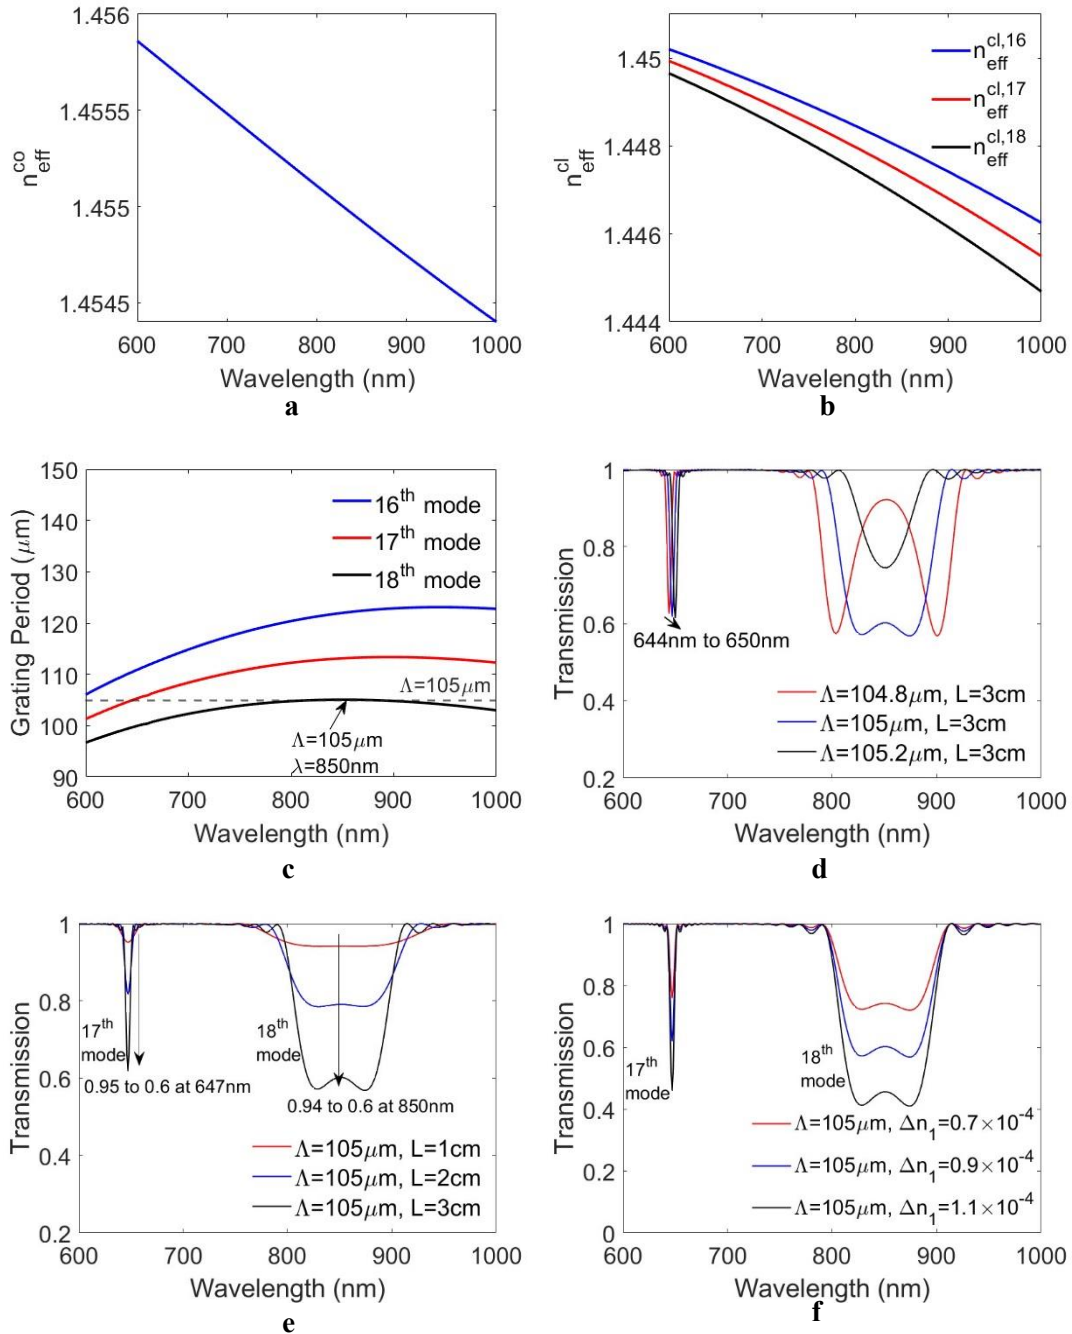 1.456
1.4555
1.455
1.4545
n_eff^co
600 700 800 900 1000
Wavelength (nm)
a
1.45
1.448
1.446
1.444
n_eff^cl
n_eff^cl,16
n_eff^cl,17
n_eff^cl,18
600 700 800 900 1000
Wavelength (nm)
b
150
140
130
120
110
100
90
Grating Period (μm)
16th mode
17th mode
18th mode
Λ=105μm
Λ=105μm
λ=850nm
600 700 800 900 1000
Wavelength (nm)
c
1
0.8
0.6
0.4
0.2
Transmission
644nm to 650nm
Λ=104.8μm, L=3cm
Λ=105μm, L=3cm
Λ=105.2μm, L=3cm
600 700 800 900 1000
Wavelength (nm)
d
1
0.8
0.6
0.4
0.2
Transmission
17th
mode
18th
mode
0.95 to 0.6 at 647nm
0.94 to 0.6 at 850nm
Λ=105μm, L=1cm
Λ=105μm, L=2cm
Λ=105μm, L=3cm
600 700 800 900 1000
Wavelength (nm)
e
1
0.8
0.6
0.4
0.2
0
Transmission
17th
mode
18th
mode
Λ=105μm, Δn1=0.7×10^-4
Λ=105μm, Δn1=0.9×10^-4
Λ=105μm, Δn1=1.1×10^-4
600 700 800 900 1000
Wavelength (nm)
f